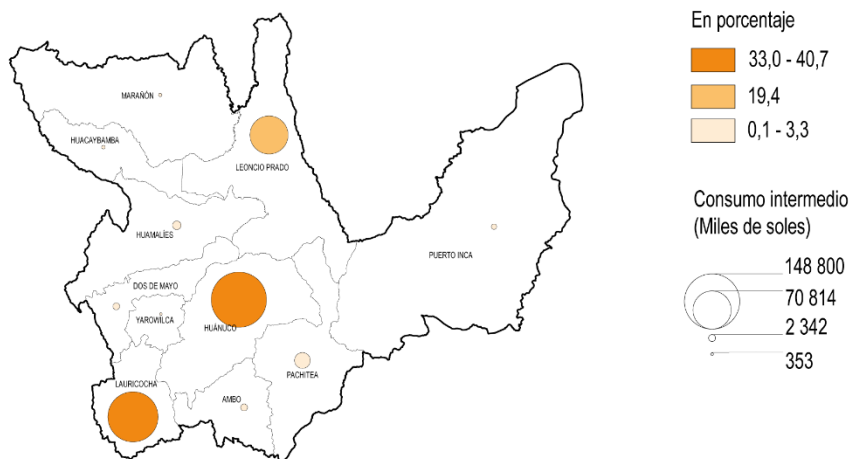 En porcentaje
33,0 - 40,7
19,4
0,1 - 3,3
Consumo intermedio
(Miles de soles)
148 800
70 814
2 342
353
MARAÑÓN
HUACAYBAMBA
LEONCIO PRADO
HUAMALÍES
PUERTO INCA
DOS DE MAYO
YAROWILCA
HUÁNUCO
PACHITEA
LAURICOCHA
AMBO